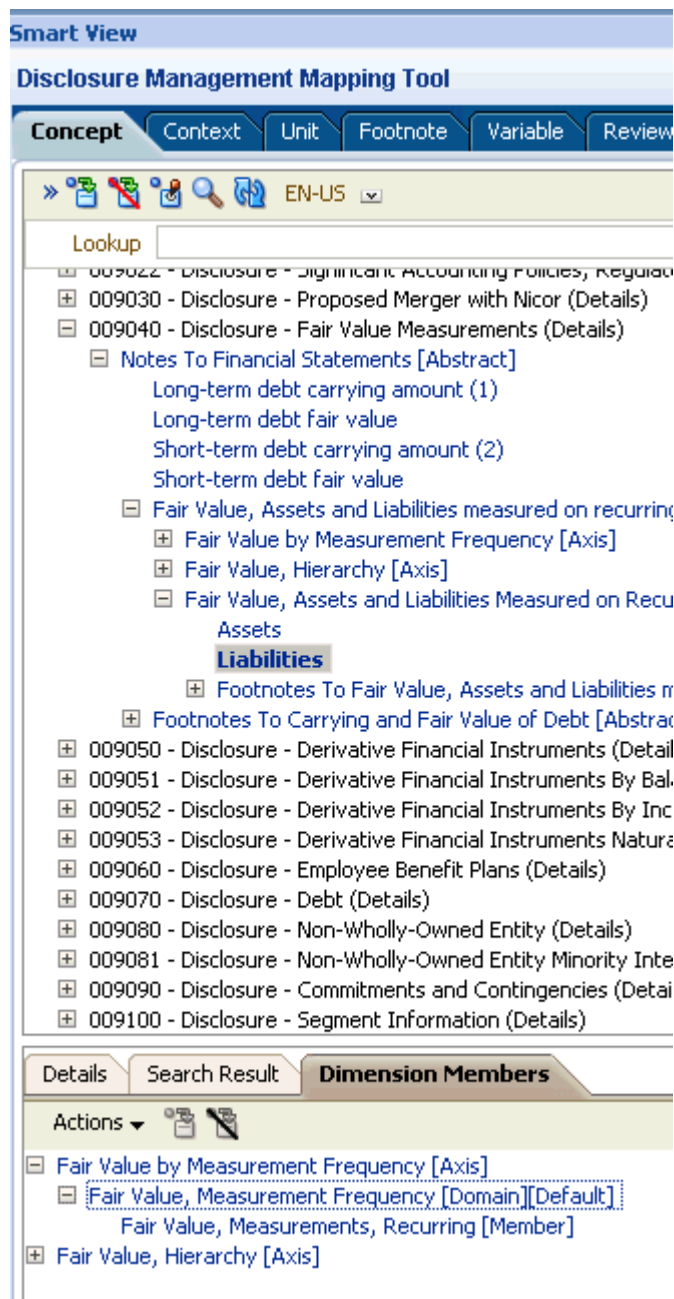 Smart View
Disclosure Management Mapping Tool
Concept Context Unit Footnote Variable Review
» EN-US
Lookup
009022 - Disclosure - Significant Accounting Policies, Regulat
009030 - Disclosure - Proposed Merger with Nicor (Details)
009040 - Disclosure - Fair Value Measurements (Details)
Notes To Financial Statements [Abstract]
Long-term debt carrying amount (1)
Long-term debt fair value
Short-term debt carrying amount (2)
Short-term debt fair value
Fair Value, Assets and Liabilities measured on recurring
Fair Value by Measurement Frequency [Axis]
Fair Value, Hierarchy [Axis]
Fair Value, Assets and Liabilities Measured on Recu
Assets
Liabilities
Footnotes To Fair Value, Assets and Liabilities m
Footnotes To Carrying and Fair Value of Debt [Abstrac
009050 - Disclosure - Derivative Financial Instruments (Detail
009051 - Disclosure - Derivative Financial Instruments By Bal
009052 - Disclosure - Derivative Financial Instruments By Inc
009053 - Disclosure - Derivative Financial Instruments Natura
009060 - Disclosure - Employee Benefit Plans (Details)
009070 - Disclosure - Debt (Details)
009080 - Disclosure - Non-Wholly-Owned Entity (Details)
009081 - Disclosure - Non-Wholly-Owned Entity Minority Inte
009090 - Disclosure - Commitments and Contingencies (Detai
009100 - Disclosure - Segment Information (Details)
Details Search Result Dimension Members
Actions
Fair Value by Measurement Frequency [Axis]
Fair Value, Measurement Frequency [Domain][Default]
Fair Value, Measurements, Recurring [Member]
Fair Value, Hierarchy [Axis]